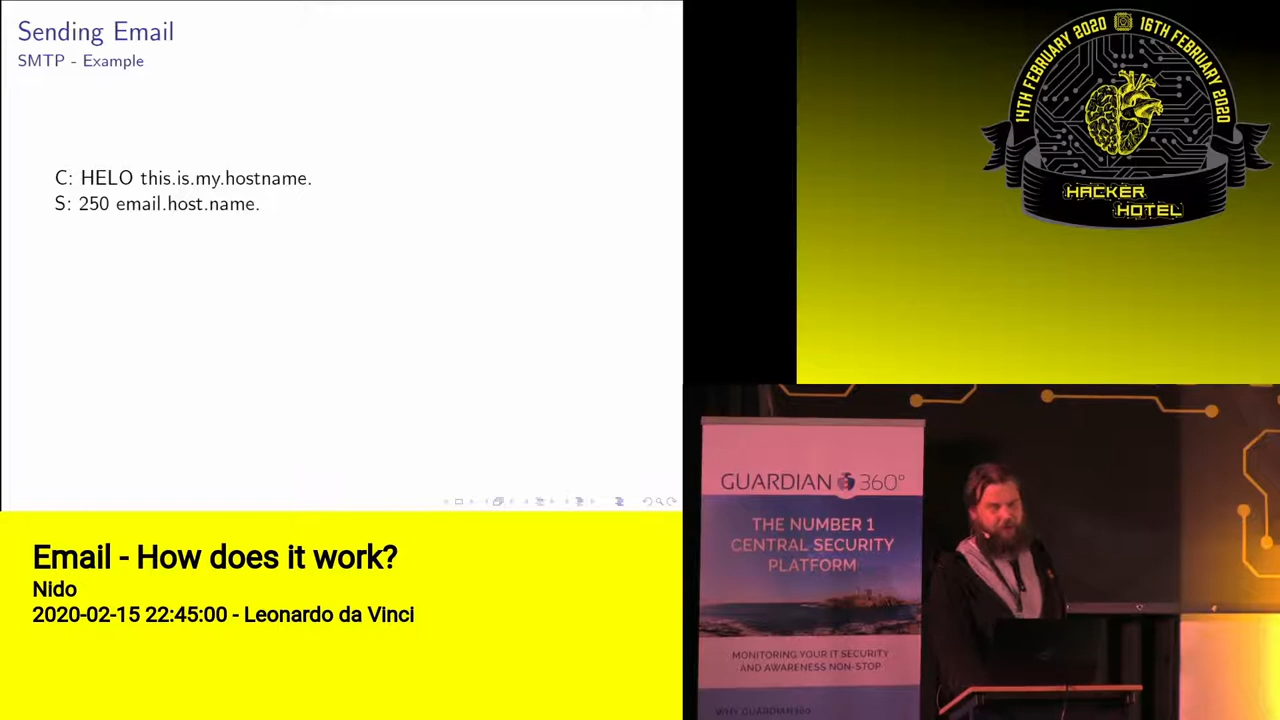 Sending Email
SMTP - Example
C: HELO this.is.my.hostname.
S: 250 email.host.name.
14TH FEBRUARY 2020
16TH FEBRUARY 2020
HACKER
HOTEL
GUARDIAN 360°
THE NUMBER 1
CENTRAL SECURITY
PLATFORM
MONITORING YOUR IT SECURITY
AND AWARENESS NON-STOP
WHY GUARDIAN360
Email - How does it work?
Nido
2020-02-15 22:45:00 - Leonardo da Vinci